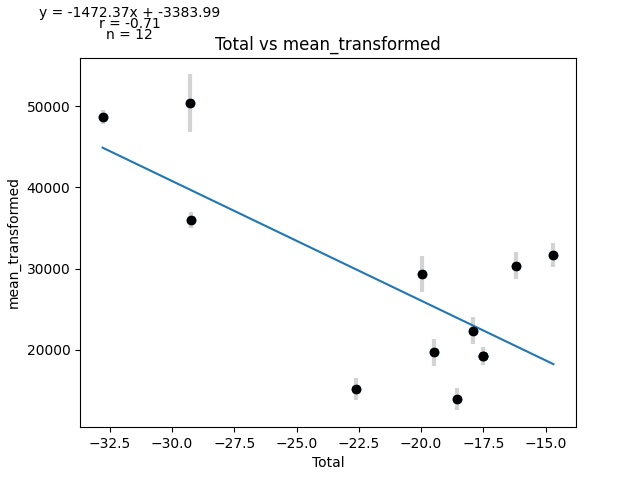 y = -1472.37x + -3383.99
r = -0.71
n = 12
Total vs mean_transformed
mean_transformed
50000
40000
30000
20000
−32.5 −30.0 −27.5 −25.0 −22.5 −20.0 −17.5 −15.0
Total